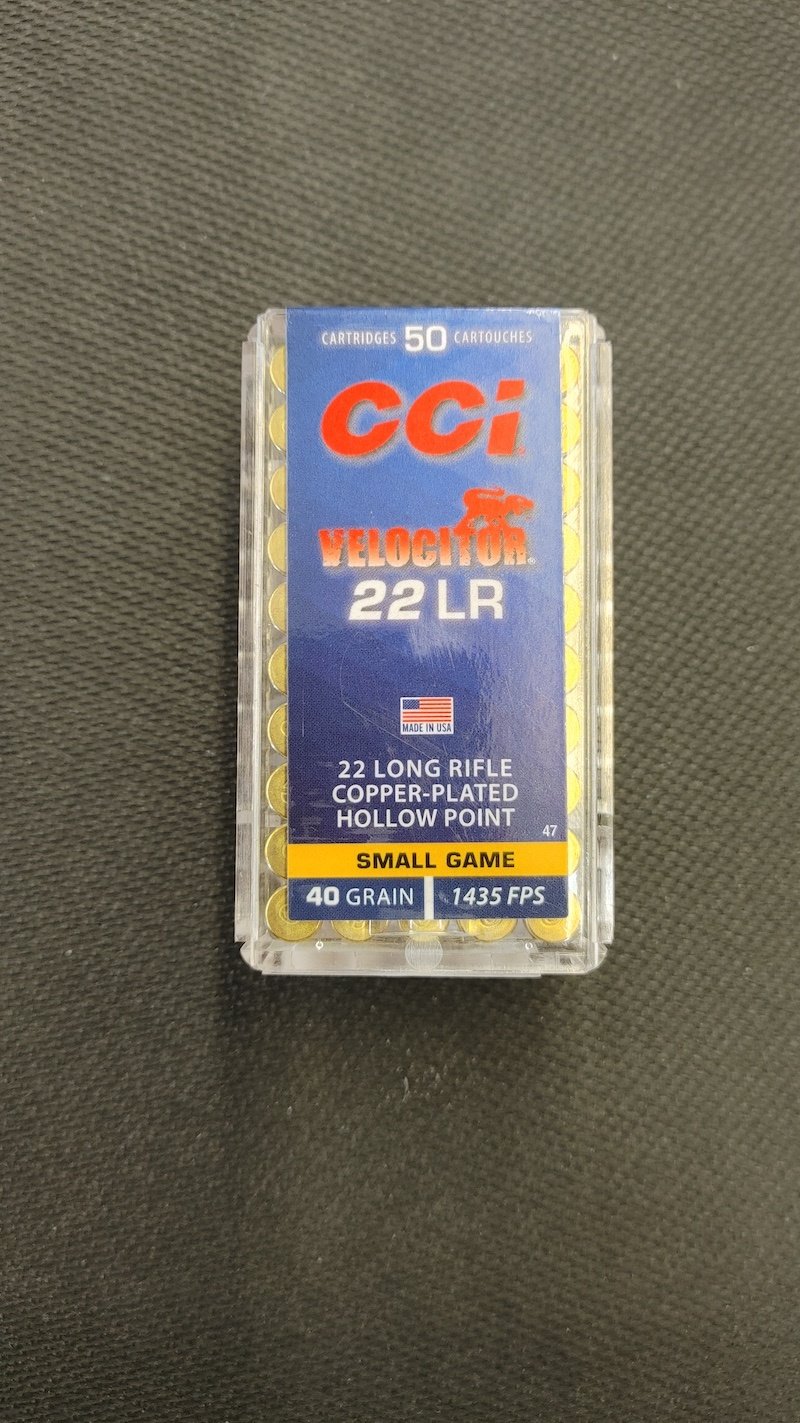 CARTRIDGES 50 CARTOUCHES
CCI
VELOCITOR®
22 LR
MADE IN USA
22 LONG RIFLE
COPPER-PLATED
HOLLOW POINT
47
SMALL GAME
40 GRAIN 1435 FPS